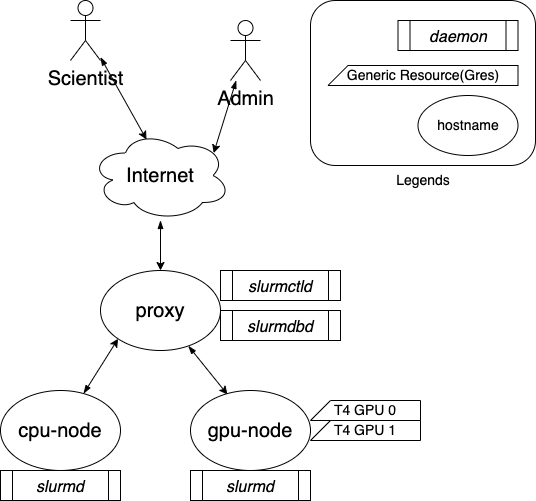 Scientist
Admin
daemon
Generic Resource(Gres)
hostname
Legends
Internet
proxy
slurmctld
slurmdbd
cpu-node
slurmd
gpu-node
T4 GPU 0
T4 GPU 1
slurmd